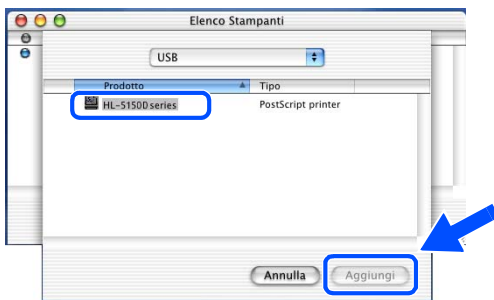 Elenco Stampanti
USB
Prodotto Tipo
HL-5150D series PostScript printer
Annulla Aggiungi